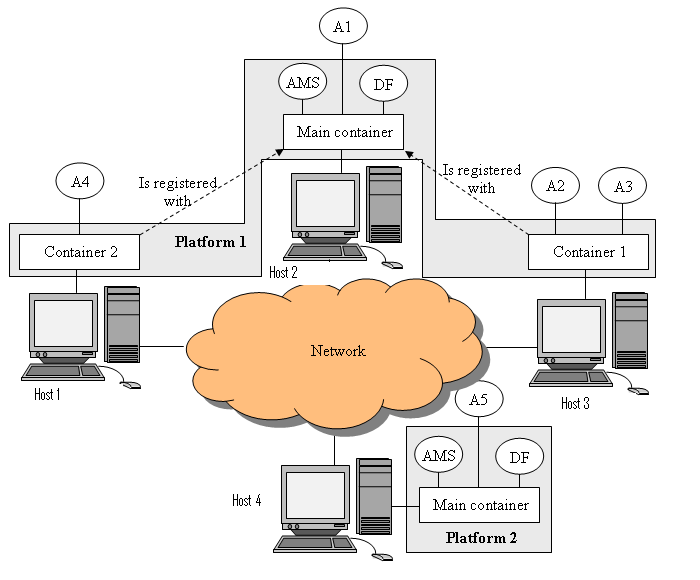 A1
AMS
DF
Main container
Is registered
with
Is registered
with
A4
A2
A3
Container 2
Platform 1
Container 1
Host 2
Network
Host 1
Host 3
A5
AMS
DF
Host 4
Main container
Platform 2